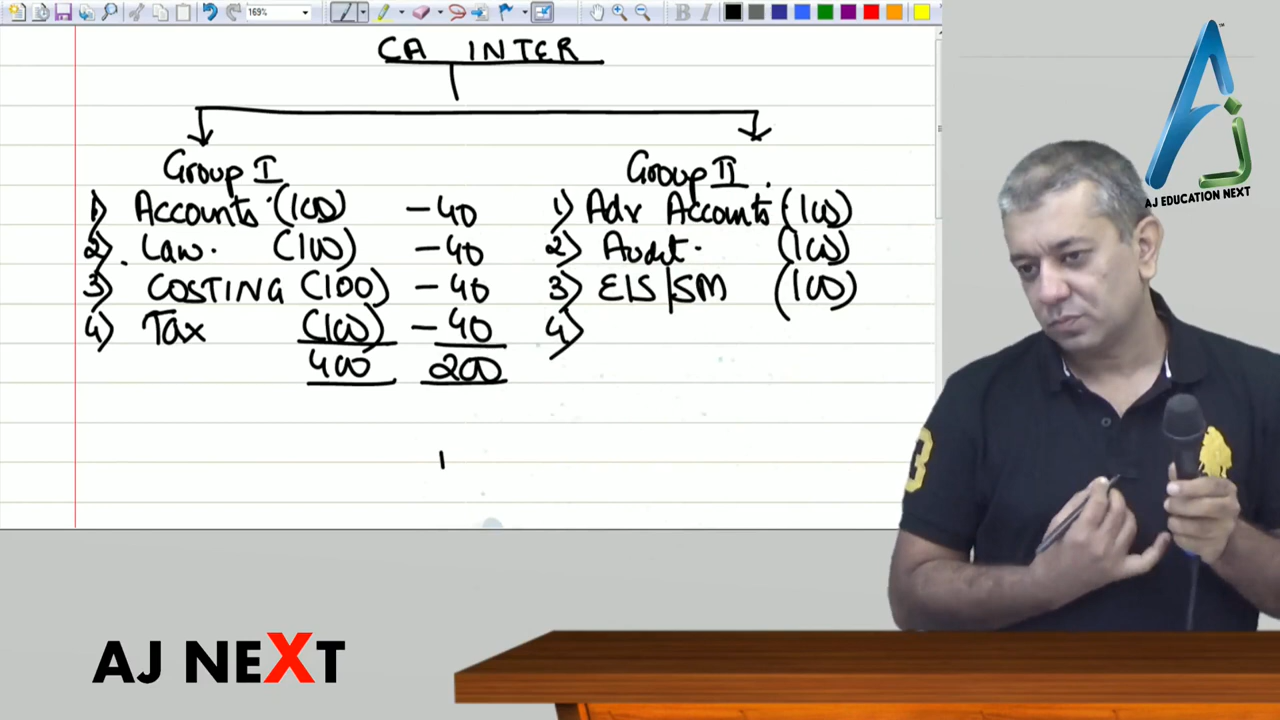 169%
B I
CA INTER
Group I
1) Accounts (100) - 40
2) Law. (100) - 40
3) COSTING (100) - 40
4) Tax (100) - 40
400 200
Group II
1) Adv Accounts (100)
2) Audit. (100)
3) EIS|SM (100)
4)
AJ EDUCATION NEXT
3
AJ NEXT